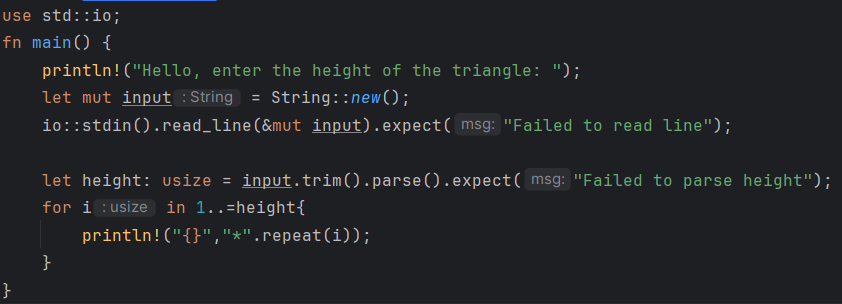 use std::io;
fn main() {
    println!("Hello, enter the height of the triangle: ");
    let mut input : String = String::new();
    io::stdin().read_line(&mut input).expect( msg: "Failed to read line");

    let height: usize = input.trim().parse().expect( msg: "Failed to parse height");
    for i : usize in 1..=height{
        println!("{}","*".repeat(i));
    }
}